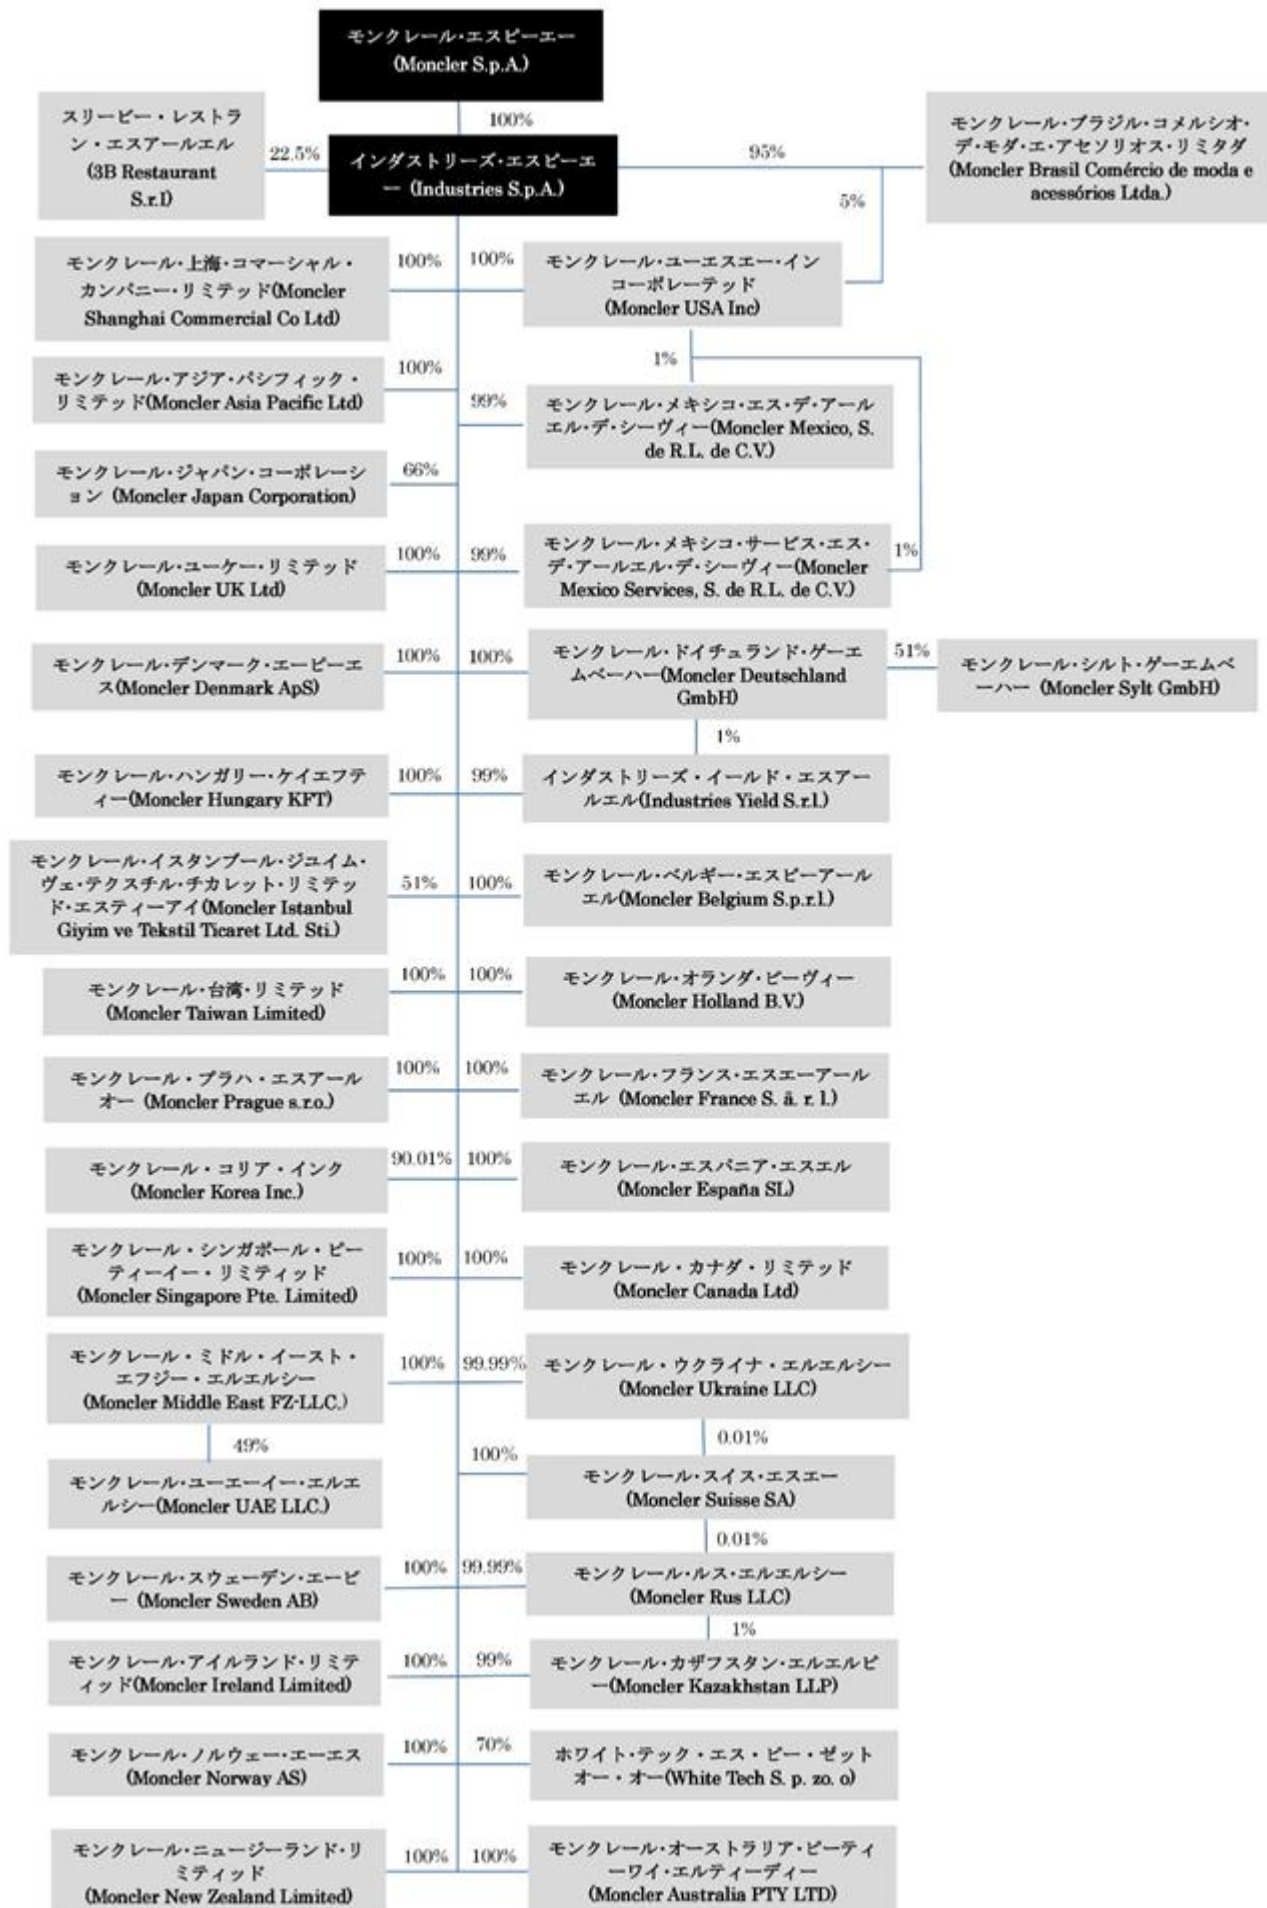 モンクレール・エスピーエー
(Moncler S.p.A.)
100%
スリービー・レストラ
ン・エスアールエル
(3B Restaurant
S.r.l)
22.5%
インダストリーズ・エスピーエ
ー (Industries S.p.A.)
95%
5%
モンクレール・ブラジル・コメルシオ・
デ・モダ・エ・アセソリオス・リミタダ
(Moncler Brasil Comércio de moda e
acessórios Ltda.)
モンクレール・上海・コマーシャル・
カンパニー・リミテッド(Moncler
Shanghai Commercial Co Ltd)
100%
100%
モンクレール・ユーエスエー・イン
コーポレーテッド
(Moncler USA Inc)
1%
モンクレール・アジア・パシフィック・
リミテッド(Moncler Asia Pacific Ltd)
100%
99%
モンクレール・メキシコ・エス・デ・アール
エル・デ・シーヴィー(Moncler Mexico, S.
de R.L. de C.V.)
モンクレール・ジャパン・コーポレーシ
ョン (Moncler Japan Corporation)
66%
モンクレール・ユーケー・リミテッド
(Moncler UK Ltd)
100%
99%
モンクレール・メキシコ・サービス・エス・
デ・アールエル・デ・シーヴィー(Moncler
Mexico Services, S. de R.L. de C.V.)
1%
モンクレール・デンマーク・エーピーエ
ス(Moncler Denmark ApS)
100%
100%
モンクレール・ドイチュランド・ゲーエ
ムベーハー(Moncler Deutschland
GmbH)
51%
モンクレール・シルト・ゲーエムベ
ーハー (Moncler Sylt GmbH)
1%
モンクレール・ハンガリー・ケイエフテ
ィー(Moncler Hungary KFT)
100%
99%
インダストリーズ・イールド・エスアー
ルエル(Industries Yield S.r.l.)
モンクレール・イスタンブール・ジュイム・
ヴェ・テクスチル・チカレット・リミテッ
ド・エスティーアイ(Moncler Istanbul
Giyim ve Tekstil Ticaret Ltd. Sti.)
51%
100%
モンクレール・ベルギー・エスピーアール
エル(Moncler Belgium S.p.r.l.)
モンクレール・台湾・リミテッド
(Moncler Taiwan Limited)
100%
100%
モンクレール・オランダ・ビーヴィー
(Moncler Holland B.V.)
モンクレール・プラハ・エスアール
オー (Moncler Prague s.r.o.)
100%
100%
モンクレール・フランス・エスエーアール
エル (Moncler France S. à. r. l.)
モンクレール・コリア・インク
(Moncler Korea Inc.)
90.01%
100%
モンクレール・エスパニア・エスエル
(Moncler España SL)
モンクレール・シンガポール・ピー
ティーイー・リミティッド
(Moncler Singapore Pte. Limited)
100%
100%
モンクレール・カナダ・リミテッド
(Moncler Canada Ltd)
モンクレール・ミドル・イースト・
エフジー・エルエルシー
(Moncler Middle East FZ-LLC.)
100%
99.99%
モンクレール・ウクライナ・エルエルシー
(Moncler Ukraine LLC)
49%
0.01%
モンクレール・ユーエーイー・エルエ
ルシー(Moncler UAE LLC.)
100%
モンクレール・スイス・エスエー
(Moncler Suisse SA)
0.01%
モンクレール・スウェーデン・エービ
ー (Moncler Sweden AB)
100%
99.99%
モンクレール・ルス・エルエルシー
(Moncler Rus LLC)
1%
モンクレール・アイルランド・リミテ
ィッド(Moncler Ireland Limited)
100%
99%
モンクレール・カザフスタン・エルエルピ
ー(Moncler Kazakhstan LLP)
モンクレール・ノルウェー・エーエス
(Moncler Norway AS)
100%
70%
ホワイト・テック・エス・ピー・ゼット
オー・オー(White Tech S. p. zo. o)
モンクレール・ニュージーランド・リ
ミティッド
(Moncler New Zealand Limited)
100%
100%
モンクレール・オーストラリア・ピーティ
ーワイ・エルティーディー
(Moncler Australia PTY LTD)